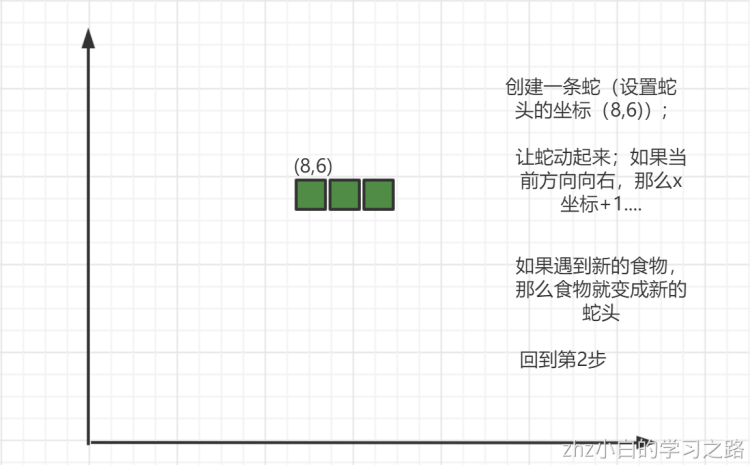 创建一条蛇（设置蛇
头的坐标（8,6)）；
(8,6)
让蛇动起来；如果当
前方向向右，那么x
坐标+1....
如果遇到新的食物，
那么食物就变成新的
蛇头
回到第2步
zhz小白的学习之路